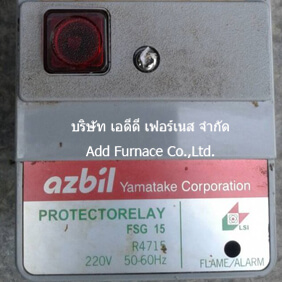 บริษัท เอดีดี เฟอร์เนส จำกัด
Add Furnace Co.,Ltd.
azbil Yamatake Corporation
PROTECTORELAY
FSG 15
LSI
220V 50-60Hz
FLAME/ALARM